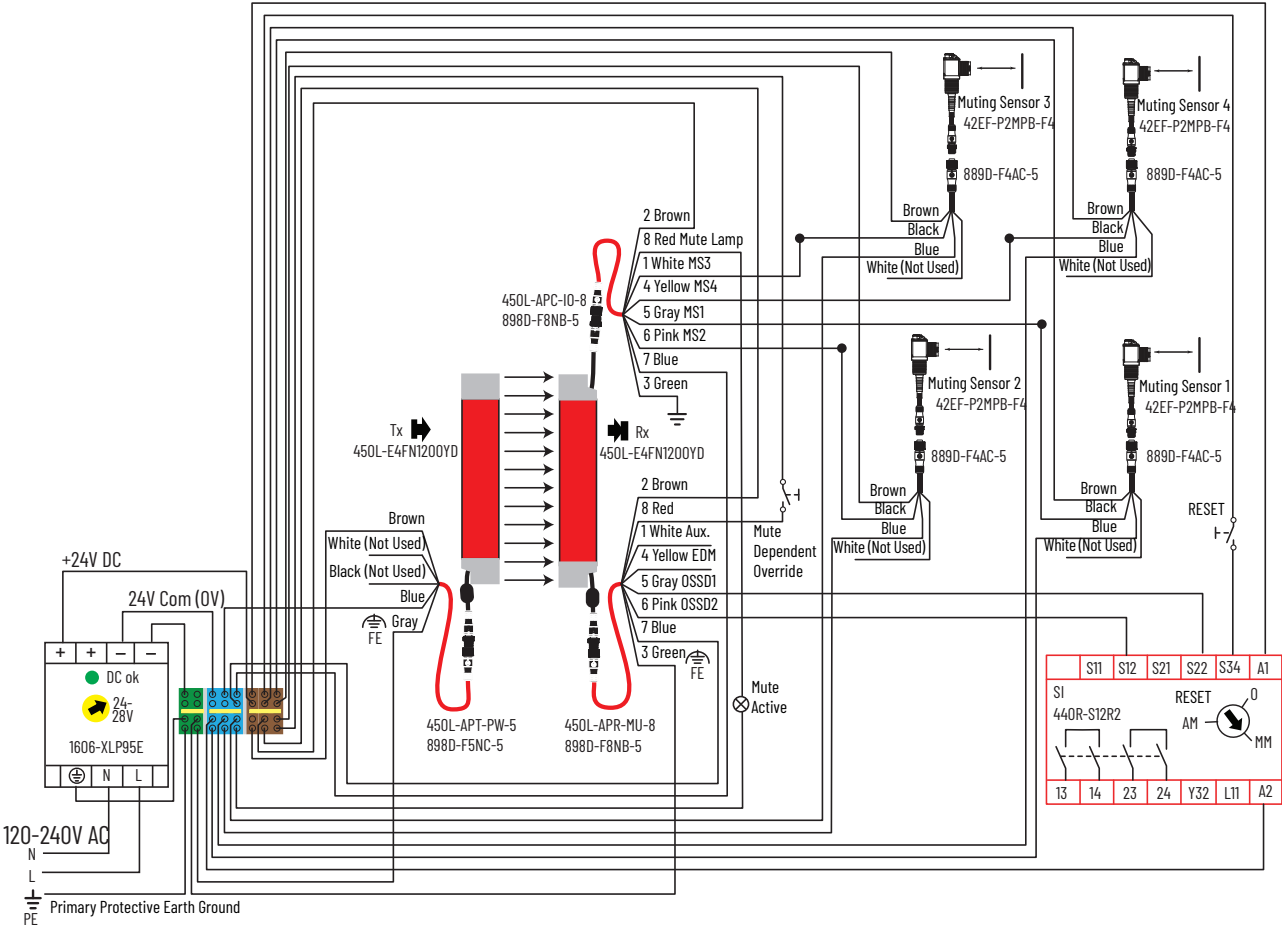 Muting Sensor 3
42EF-P2MPB-F4
889D-F4AC-5
Brown
Black
Blue
White (Not Used)
Muting Sensor 4
42EF-P2MPB-F4
889D-F4AC-5
Brown
Black
Blue
White (Not Used)
2 Brown
8 Red Mute Lamp
1 White MS3
4 Yellow MS4
5 Gray MS1
6 Pink MS2
7 Blue
3 Green
450L-APC-IO-8
898D-F8NB-5
Muting Sensor 2
42EF-P2MPB-F4
889D-F4AC-5
Brown
Black
Blue
White (Not Used)
Muting Sensor 1
42EF-P2MPB-F4
889D-F4AC-5
Brown
Black
Blue
White (Not Used)
Tx
450L-E4FN1200YD
Rx
450L-E4FN1200YD
2 Brown
8 Red
1 White Aux.
4 Yellow EDM
5 Gray OSSD1
6 Pink OSSD2
7 Blue
3 Green
FE
Mute
Dependent
Override
RESET
Brown
White (Not Used)
Black (Not Used)
Blue
Gray
FE
+24V DC
24V Com (0V)
+ + – –
DC ok
24-
28V
1606-XLP95E
N L
450L-APT-PW-5
898D-F5NC-5
450L-APR-MU-8
898D-F8NB-5
Mute
Active
S11 S12 S21 S22 S34 A1
SI
440R-S12R2
RESET
0
AM
MM
13 14 23 24 Y32 L11 A2
120-240V AC
N
L
PE
Primary Protective Earth Ground